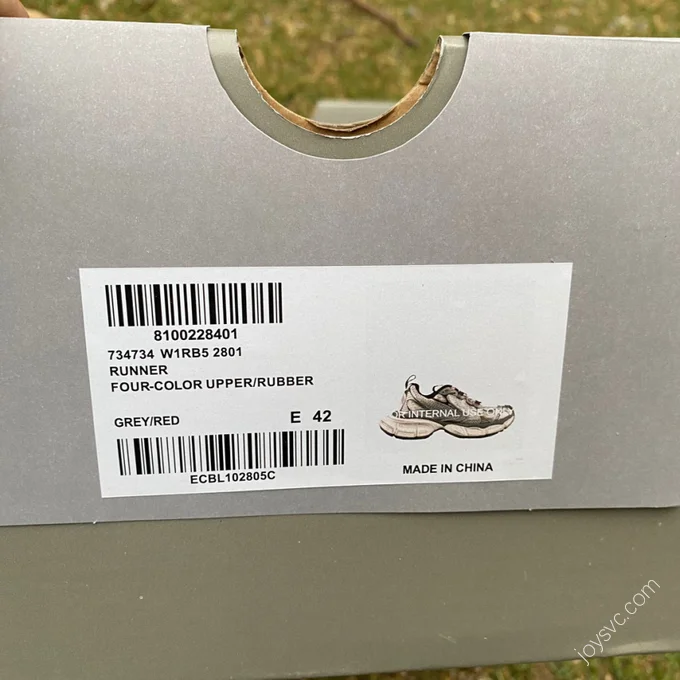 8100228401
734734 W1RB5 2801
RUNNER
FOUR-COLOR UPPER/RUBBER
GREY/RED E 42
ECBL102805C
OR INTERNAL USE ONLY
MADE IN CHINA
joysvc.com